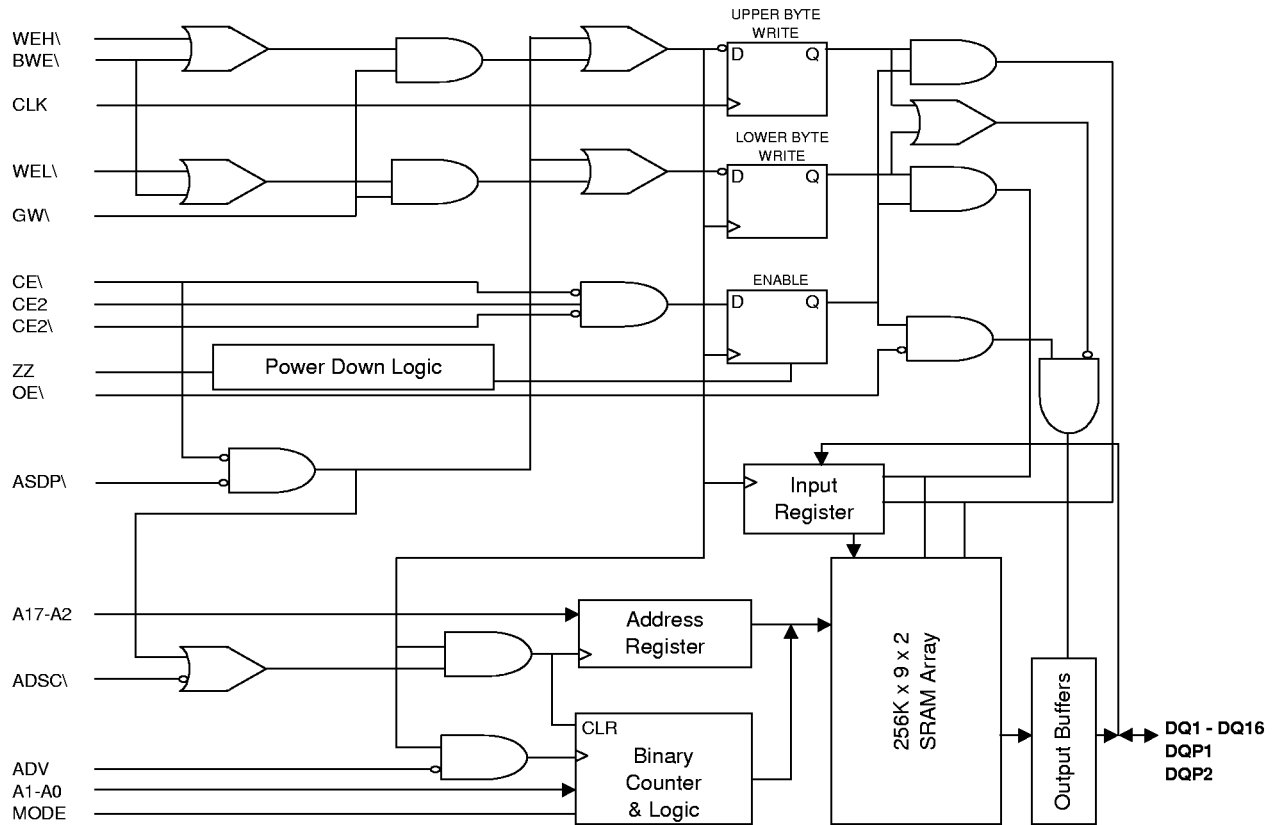 WEH\
BWE\
CLK
WEL\
GW\
CE\
CE2
CE2\
ZZ
OE\
ASDP\
A17-A2
ADSC\
ADV
A1-A0
MODE
UPPER BYTE
WRITE
D Q
LOWER BYTE
WRITE
D Q
ENABLE
D Q
Power Down Logic
Input
Register
Address
Register
CLR
Binary
Counter
& Logic
256K x 9 x 2
SRAM Array
Output Buffers
DQ1 - DQ16
DQP1
DQP2